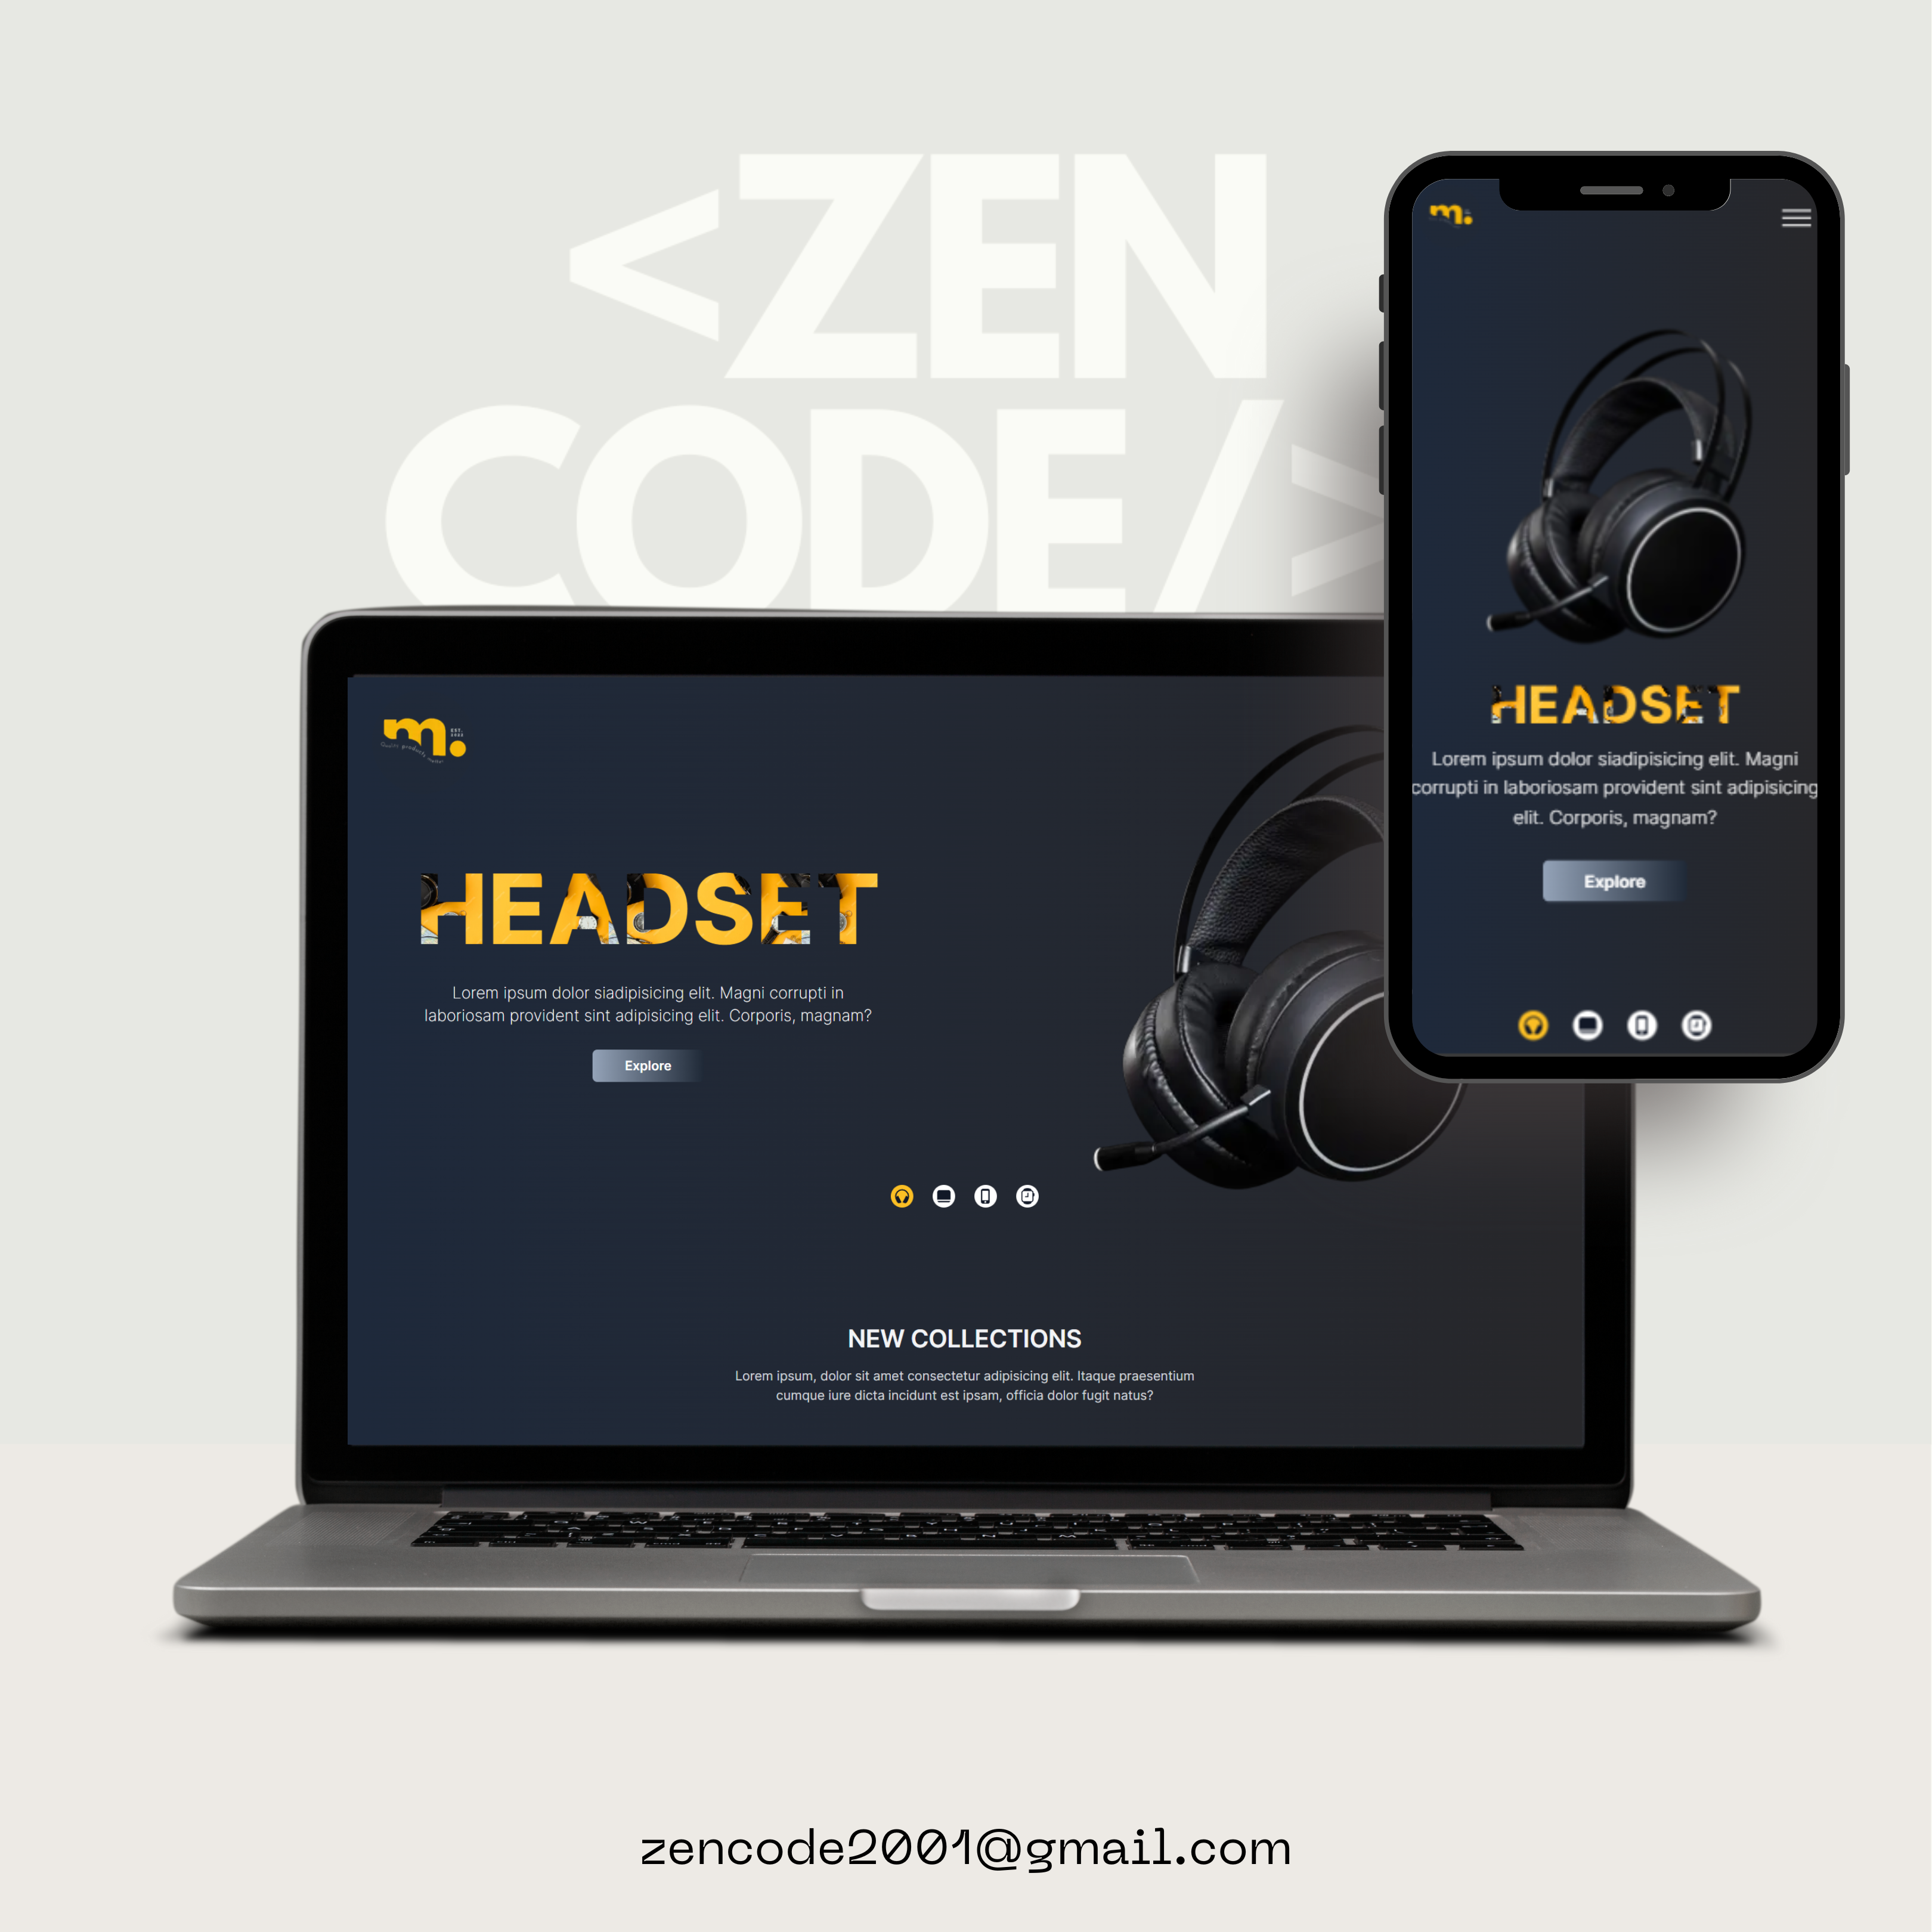 <ZEN
CODE/>
m.
HEADSET
Lorem ipsum dolor siadipisicing elit. Magni
corrupti in laboriosam provident sint adipisicing
elit. Corporis, magnam?
Explore
m.
EST.
HEADSET
Lorem ipsum dolor siadipisicing elit. Magni corrupti in
laboriosam provident sint adipisicing elit. Corporis, magnam?
Explore
NEW COLLECTIONS
Lorem ipsum, dolor sit amet consectetur adipisicing elit. Itaque praesentium
cumque iure dicta incidunt est ipsam, officia dolor fugit natus?
zencode2001@gmail.com